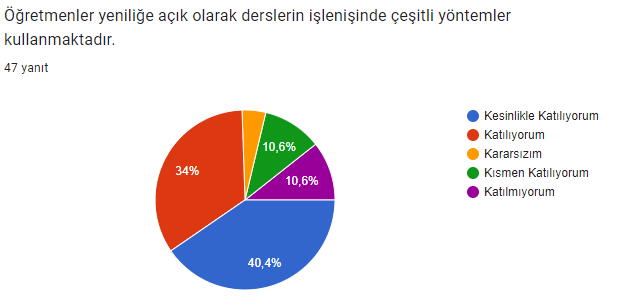 Öğretmenler yeniliğe açık olarak derslerin işlenişinde çeşitli yöntemler
kullanmaktadır.
47 yanıt
Kesinlikle Katılıyorum
Katılıyorum
Kararsızım
Kısmen Katılıyorum
Katılmıyorum
10,6%
34%
10,6%
40,4%